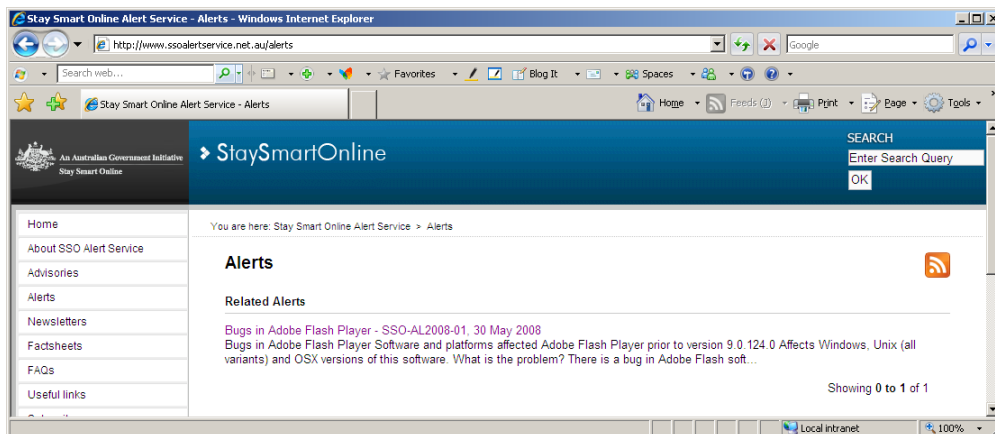 Stay Smart Online Alert Service - Alerts - Windows Internet Explorer
http://www.ssoalertservice.net.au/alerts
Google
Search web...
Favorites
Blog It
Spaces
Stay Smart Online Alert Service - Alerts
Home
Feeds (J)
Print
Page
Tools
An Australian Government Initiative
Stay Smart Online
StaySmartOnline
SEARCH
Enter Search Query
OK
Home
About SSO Alert Service
Advisories
Alerts
Newsletters
Factsheets
FAQs
Useful links
You are here: Stay Smart Online Alert Service > Alerts
Alerts
Related Alerts
Bugs in Adobe Flash Player - SSO-AL2008-01, 30 May 2008
Bugs in Adobe Flash Player Software and platforms affected Adobe Flash Player prior to version 9.0.124.0 Affects Windows, Unix (all
variants) and OSX versions of this software. What is the problem? There is a bug in Adobe Flash soft...
Showing 0 to 1 of 1
Local intranet
100%